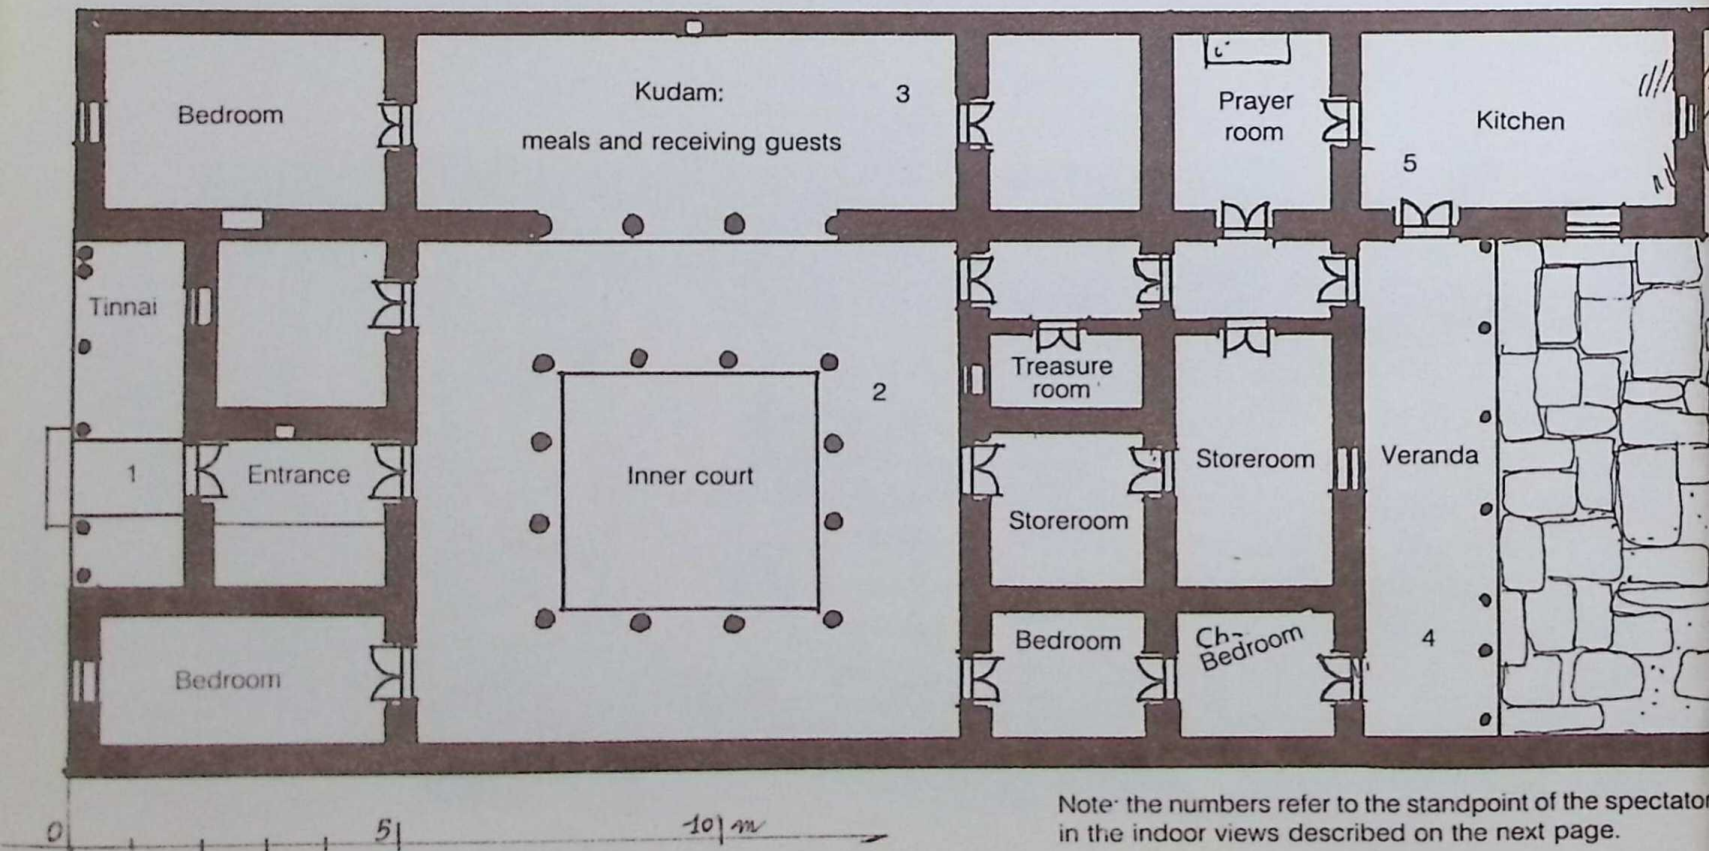 Bedroom
Kudam:
3
meals and receiving guests
Prayer
room
Kitchen
5
Tinnai
Treasure
room
2
1
Entrance
Inner court
Storeroom
Veranda
Storeroom
Bedroom
Ch-
Bedroom
4
Bedroom
0
5
10 m
Note: the numbers refer to the standpoint of the spectator
in the indoor views described on the next page.